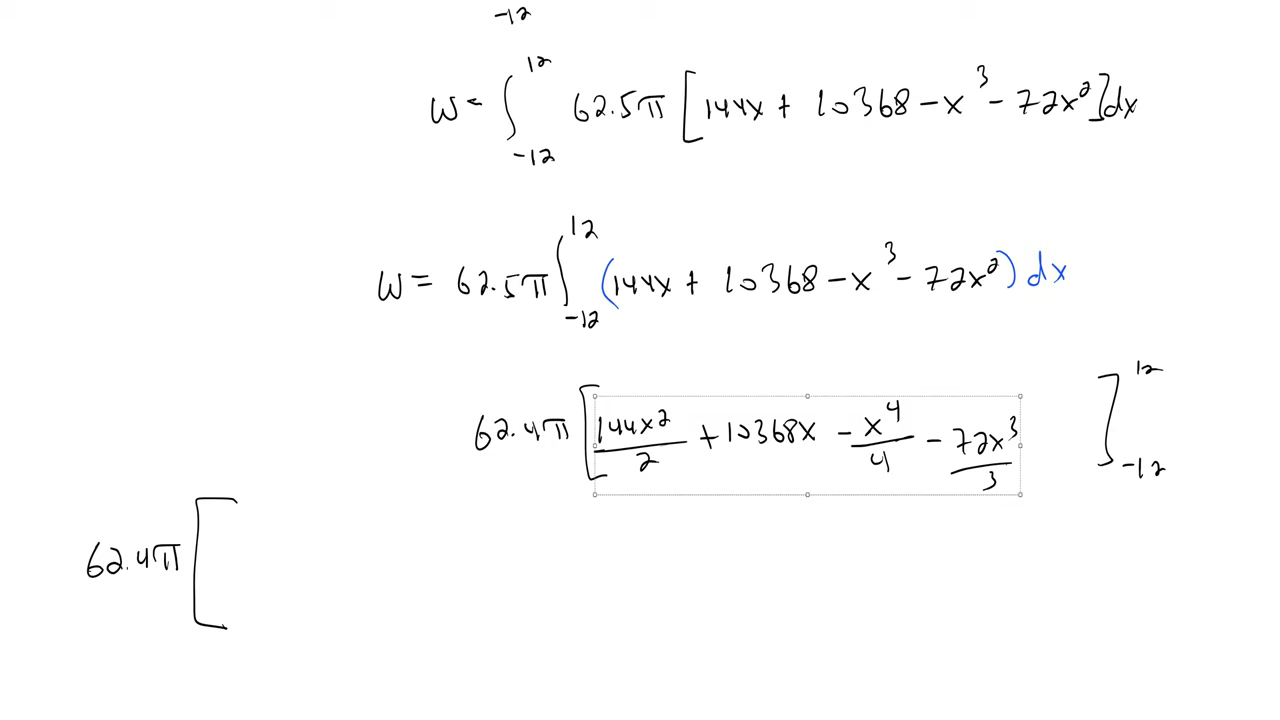 -12
W = ∫_{-12}^{12} 62.5π [144x + 10368 - x³ - 72x²] dx
W = 62.5π ∫_{-12}^{12} (144x + 10368 - x³ - 72x²) dx
62.4π [144x²/2 + 10368x - x⁴/4 - 72x³/3]_{-12}^{12}
62.4π [